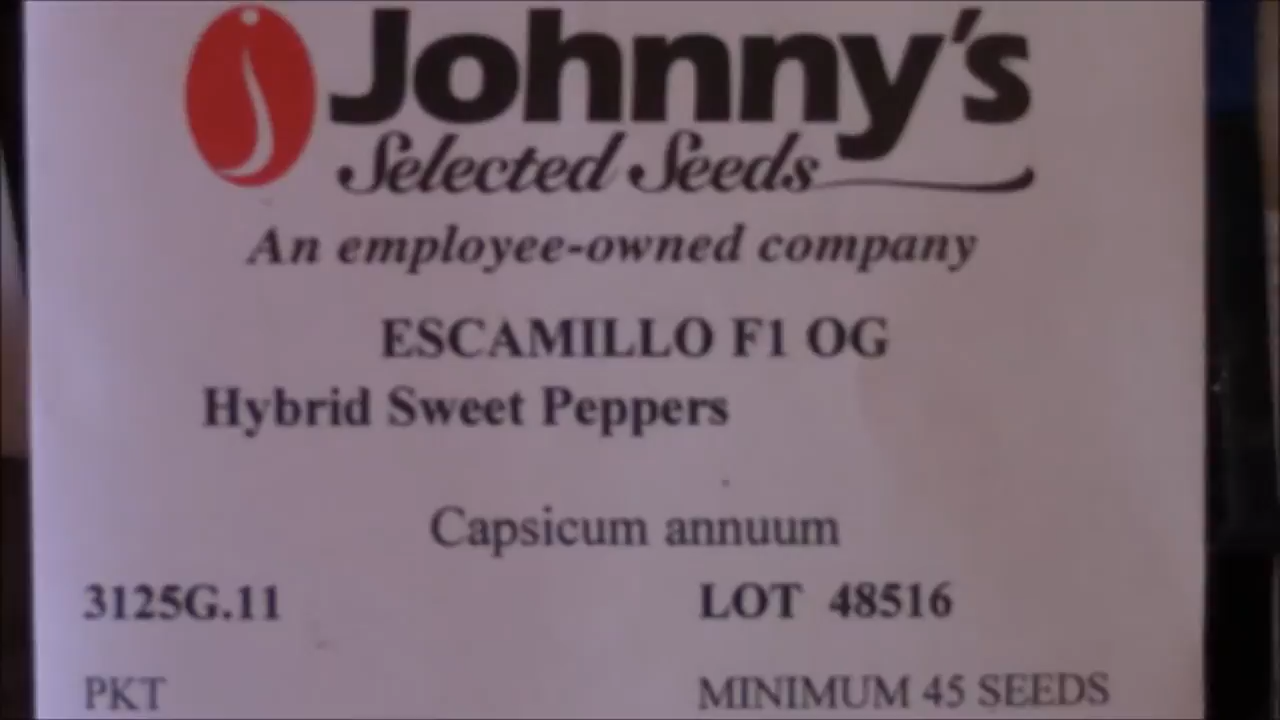 Johnny's
Selected Seeds
An employee-owned company
ESCAMILLO F1 OG
Hybrid Sweet Peppers
Capsicum annuum
3125G.11 LOT 48516
PKT MINIMUM 45 SEEDS